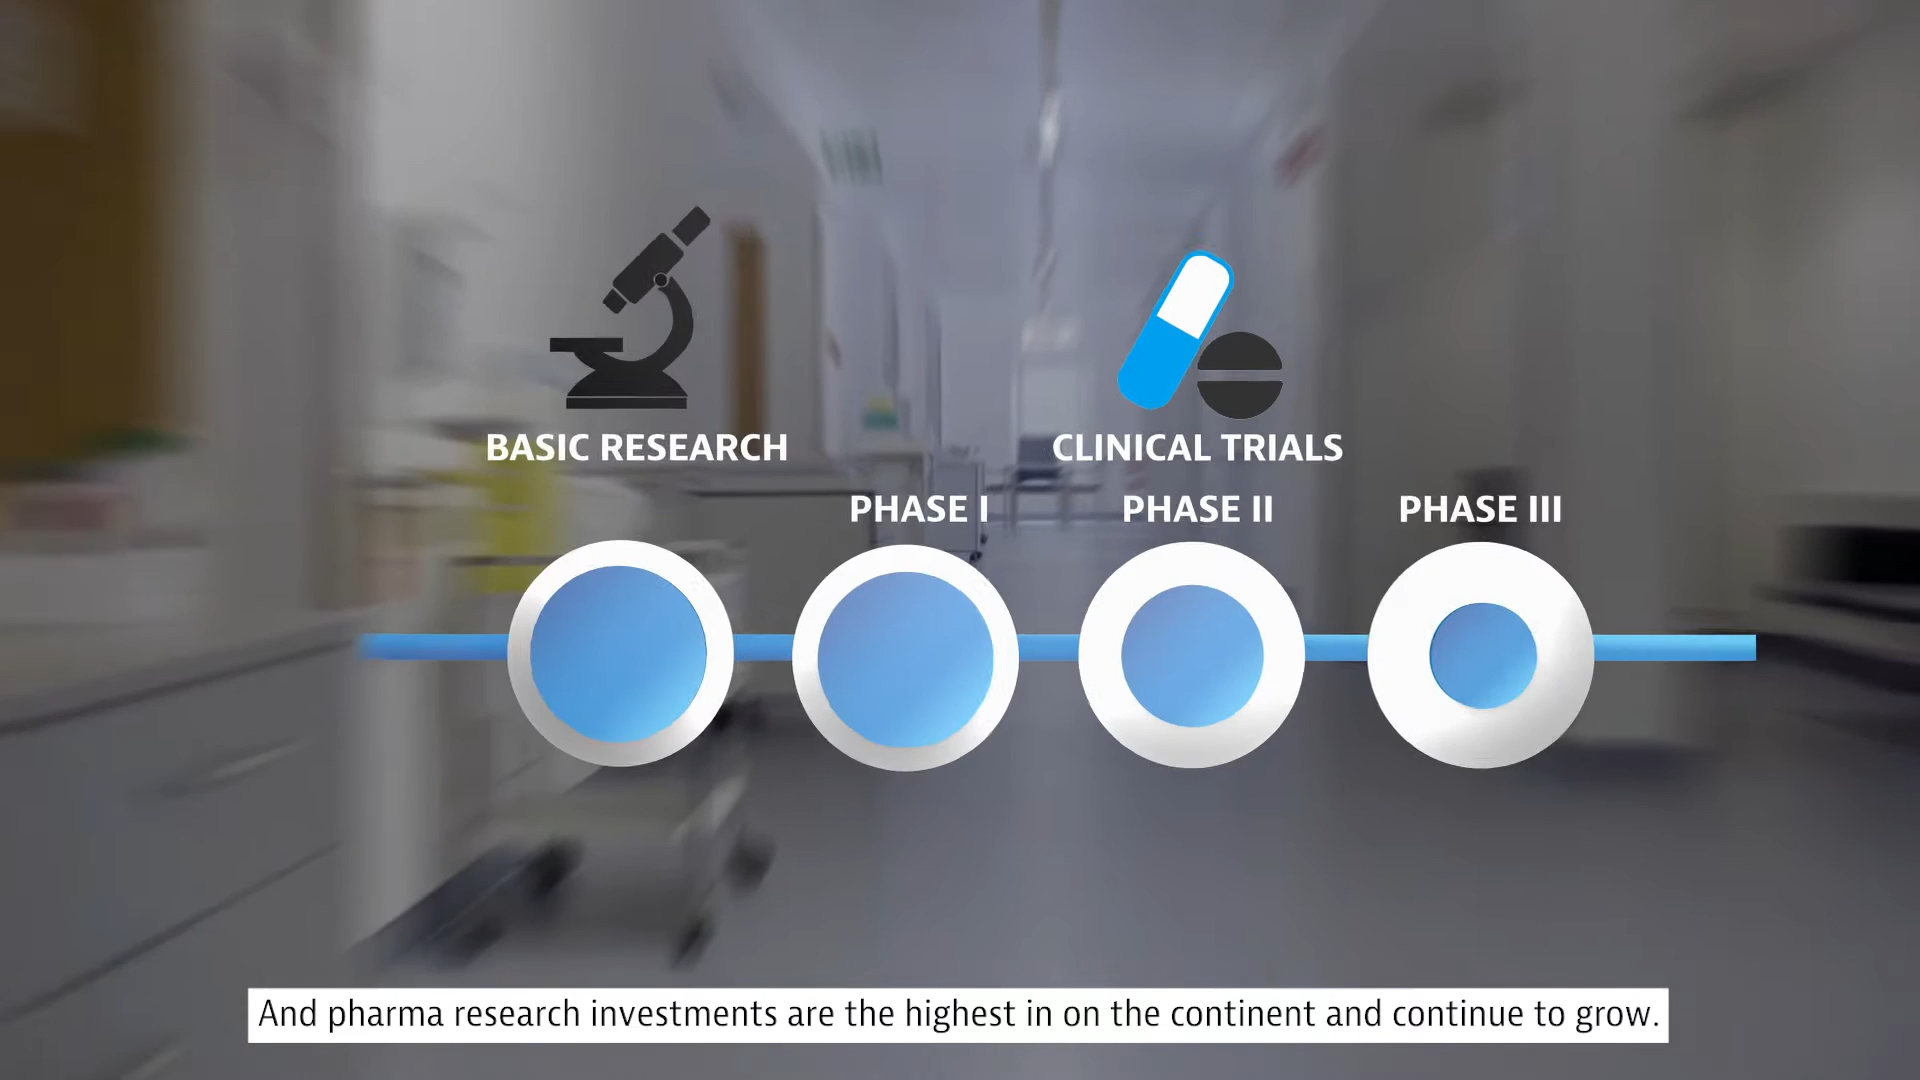 BASIC RESEARCH
CLINICAL TRIALS
PHASE I
PHASE II
PHASE III
And pharma research investments are the highest in on the continent and continue to grow.